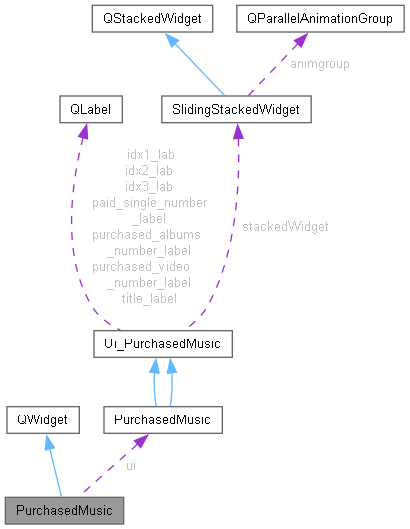 QStackedWidget
QParallelAnimationGroup
animgroup
QLabel
SlidingStackedWidget
idx1_lab
idx2_lab
idx3_lab
paid_single_number
_label
purchased_albums
_number_label
purchased_video
_number_label
title_label
stackedWidget
Ui_PurchasedMusic
QWidget
PurchasedMusic
ui
PurchasedMusic